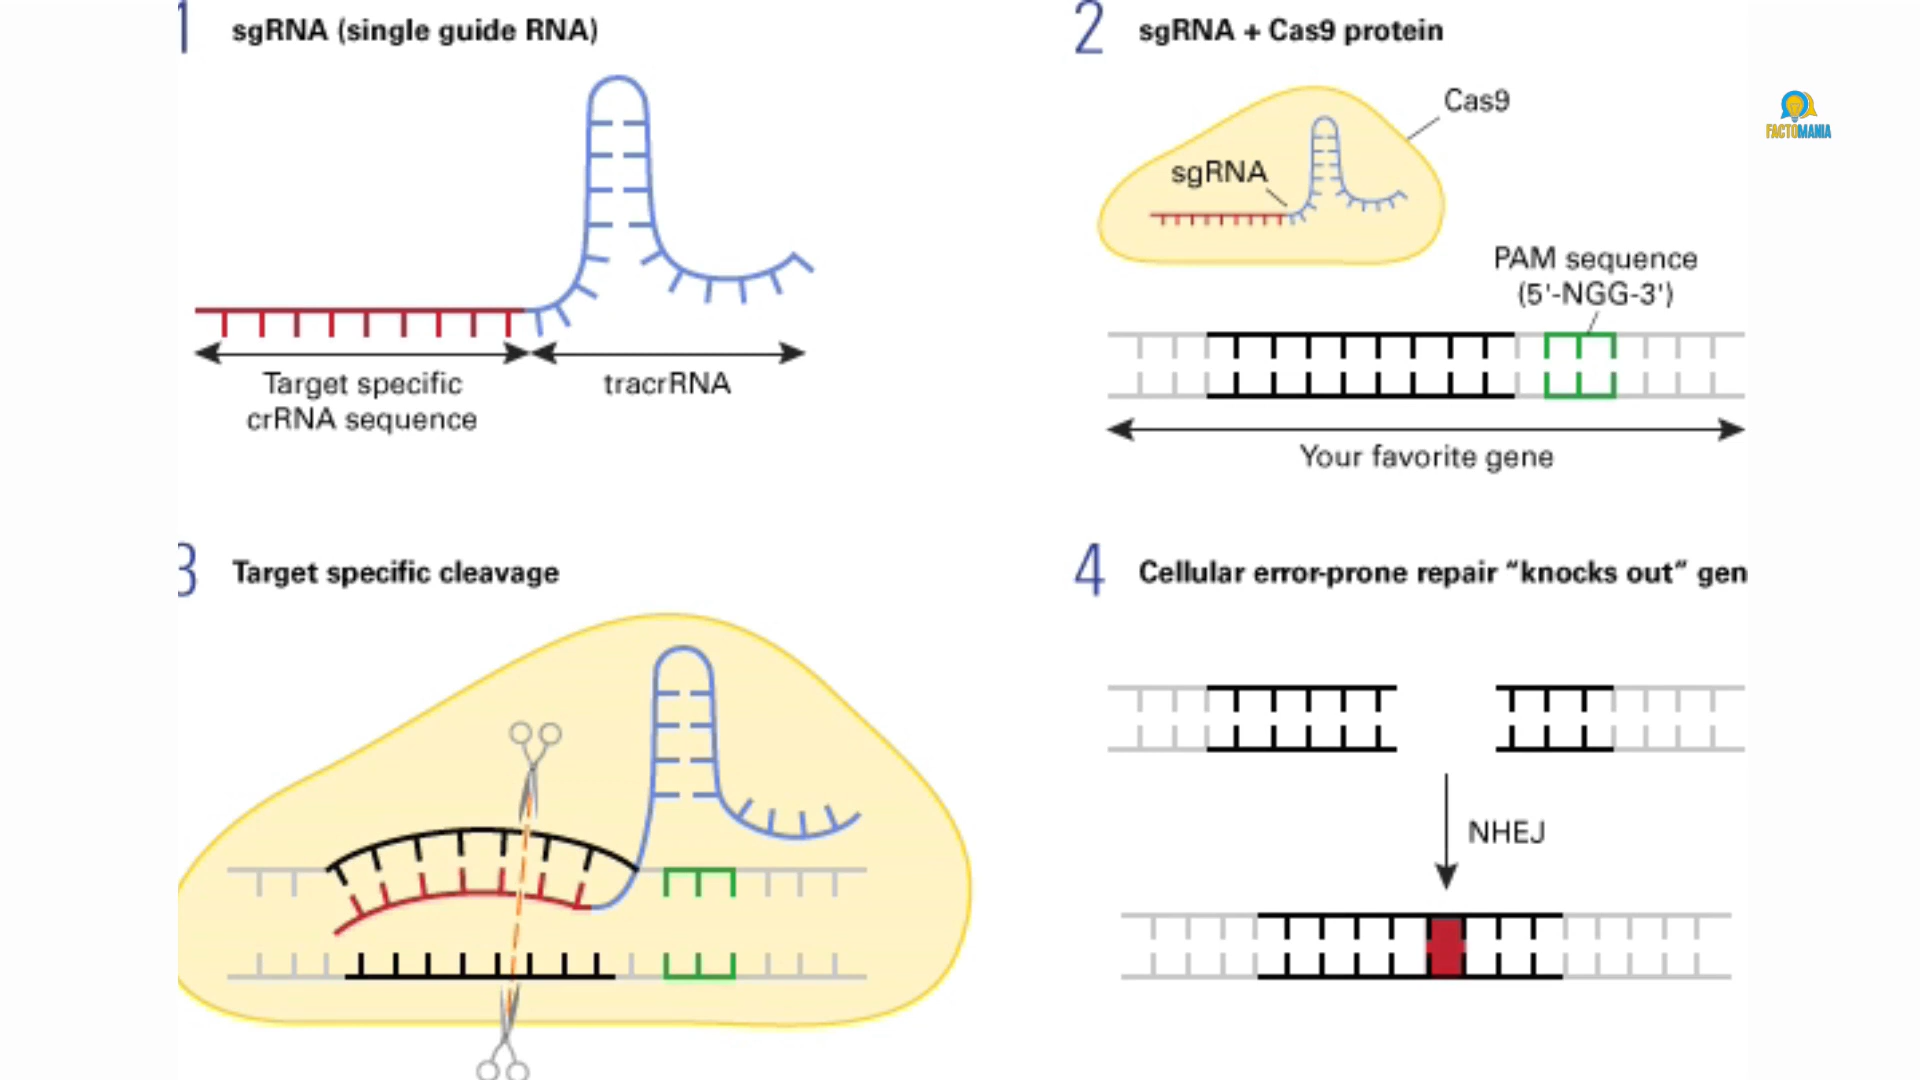 1 sgRNA (single guide RNA)
Target specific
crRNA sequence
tracrRNA
2 sgRNA + Cas9 protein
Cas9
sgRNA
PAM sequence
(5'-NGG-3')
Your favorite gene
FACTOMANIA
3 Target specific cleavage
4 Cellular error-prone repair “knocks out” gen
NHEJ